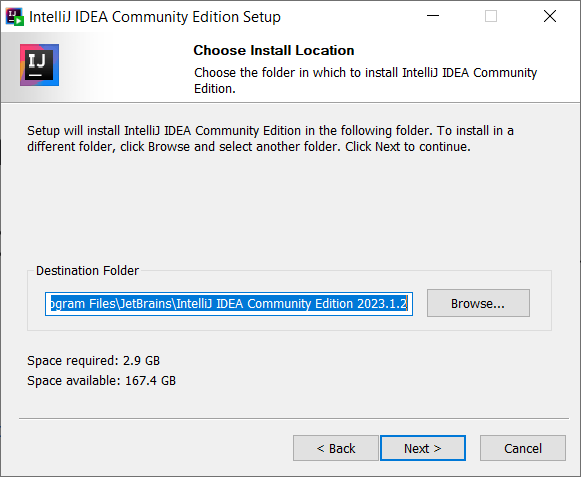 IntelliJ IDEA Community Edition Setup
IJ
Choose Install Location
Choose the folder in which to install IntelliJ IDEA Community
Edition.
Setup will install IntelliJ IDEA Community Edition in the following folder. To install in a
different folder, click Browse and select another folder. Click Next to continue.
Destination Folder
ogram Files\JetBrains\IntelliJ IDEA Community Edition 2023.1.2
Browse...
Space required: 2.9 GB
Space available: 167.4 GB
< Back
Next >
Cancel